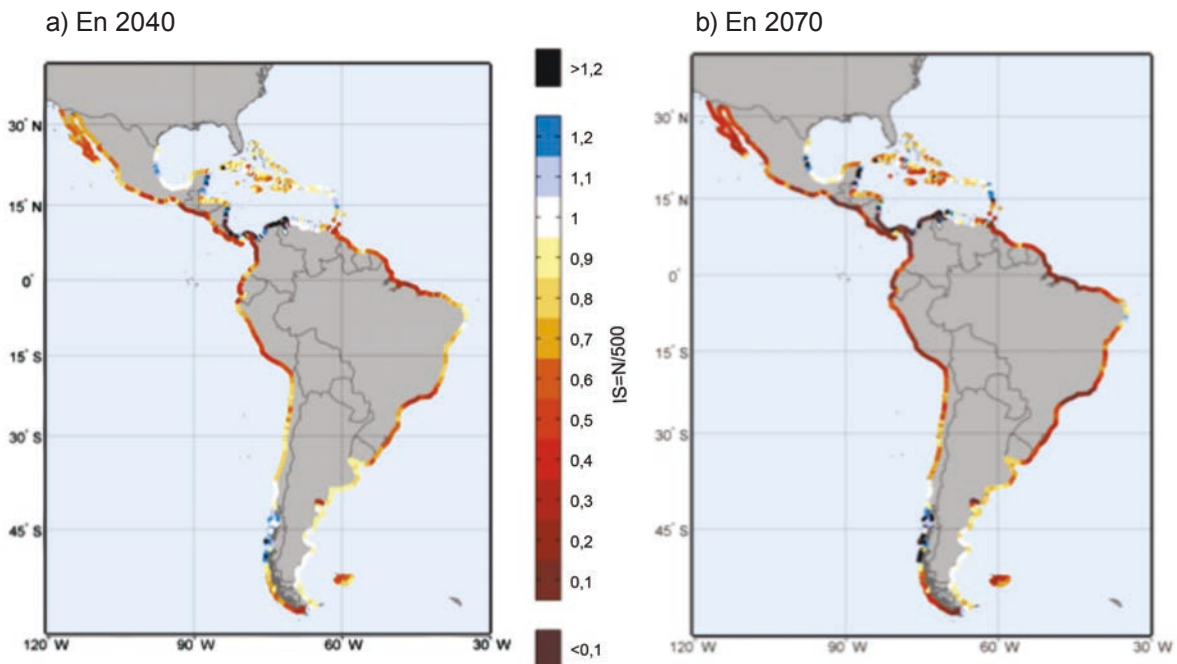 a) En 2040
b) En 2070
30° N
15° N
0°
15° S
30° S
45° S
120° W
90° W
60° W
30° W
>1,2
1,2
1,1
1
0,9
0,8
0,7
0,6
0,5
0,4
0,3
0,2
0,1
<0,1
IS=N/500
30° N
15° N
0°
15° S
30° S
45° S
120° W
90° W
60° W
30° W